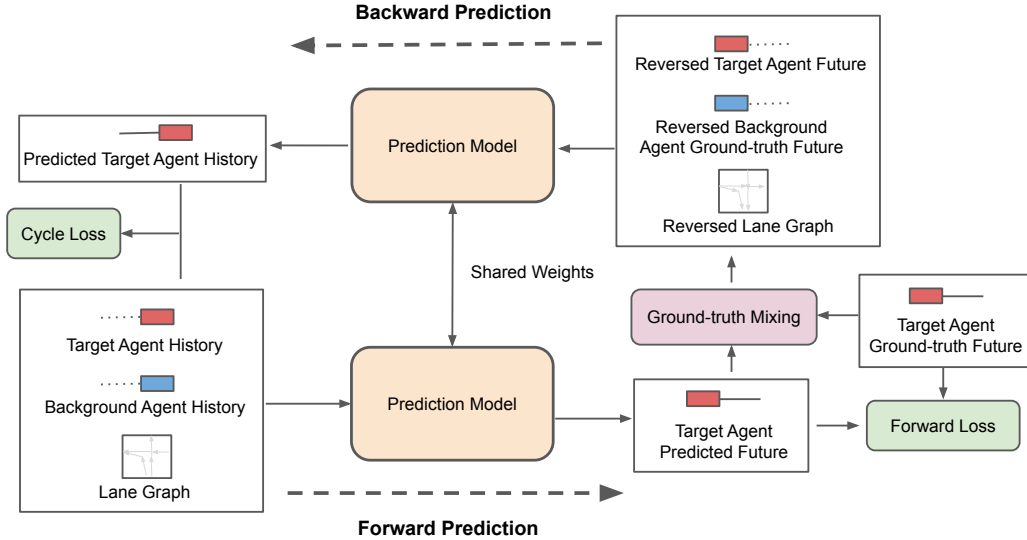 Backward Prediction
Reversed Target Agent Future
Reversed Background
Agent Ground-truth Future
Reversed Lane Graph
Prediction Model
Predicted Target Agent History
Cycle Loss
Shared Weights
Target Agent History
Background Agent History
Lane Graph
Prediction Model
Ground-truth Mixing
Target Agent
Ground-truth Future
Target Agent
Predicted Future
Forward Loss
Forward Prediction